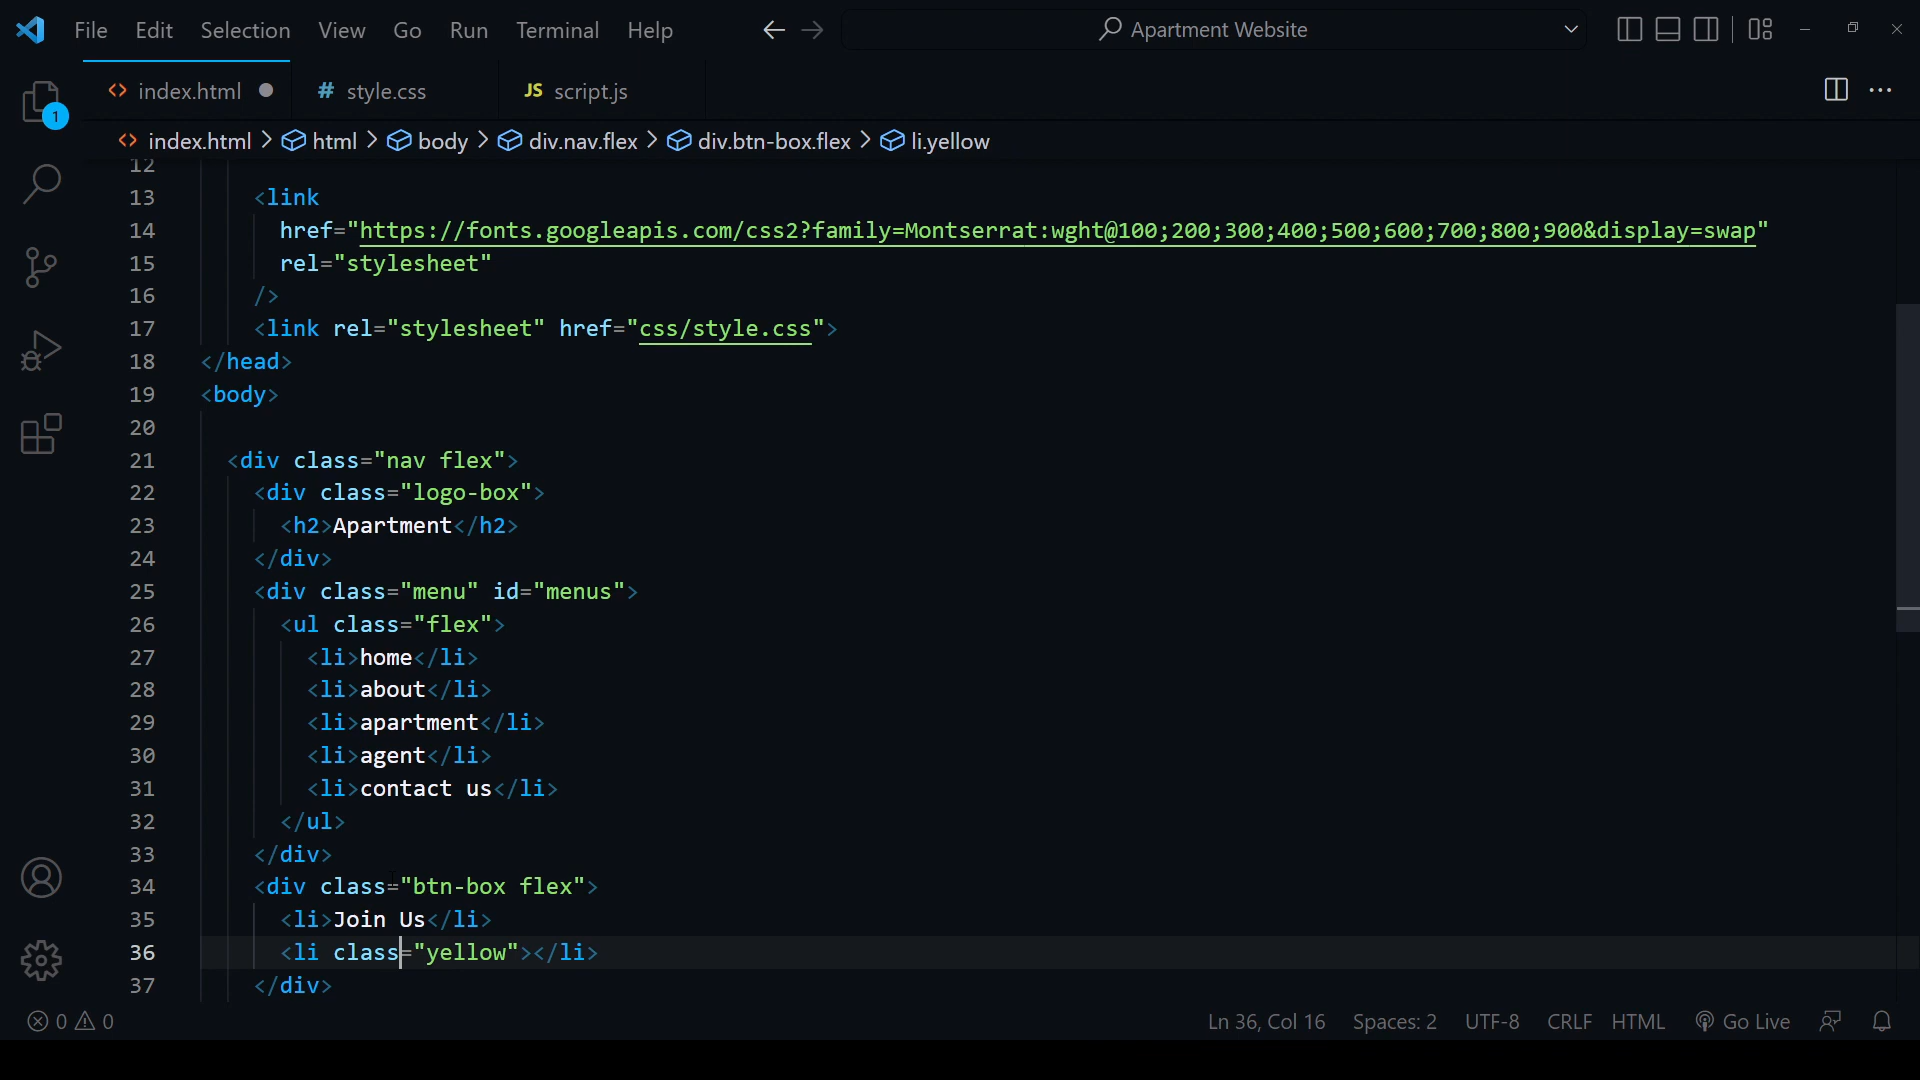 File Edit Selection View Go Run Terminal Help Apartment Website
index.html # style.css JS script.js
1
<> index.html > html > body > div.nav.flex > div.btn-box.flex > li.yellow
12
13 <link
14 href="https://fonts.googleapis.com/css2?family=Montserrat:wght@100;200;300;400;500;600;700;800;900&display=swap"
15 rel="stylesheet"
16 />
17 <link rel="stylesheet" href="css/style.css">
18 </head>
19 <body>
20
21 <div class="nav flex">
22 <div class="logo-box">
23 <h2>Apartment</h2>
24 </div>
25 <div class="menu" id="menus">
26 <ul class="flex">
27 <li>home</li>
28 <li>about</li>
29 <li>apartment</li>
30 <li>agent</li>
31 <li>contact us</li>
32 </ul>
33 </div>
34 <div class="btn-box flex">
35 <li>Join Us</li>
36 <li class="yellow"></li>
37 </div>
0 0 Ln 36, Col 16 Spaces: 2 UTF-8 CRLF HTML Go Live